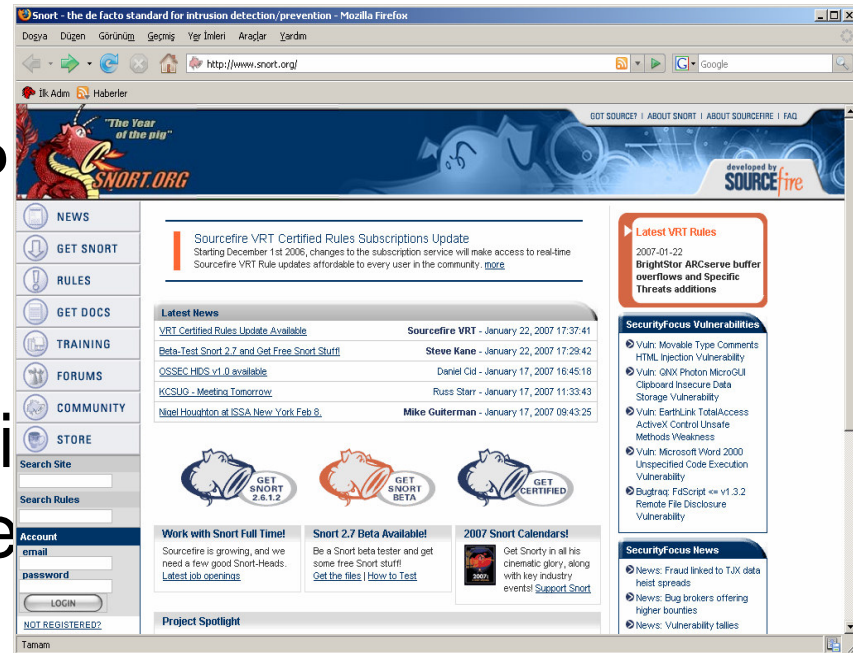 Snort - the de facto standard for intrusion detection/prevention - Mozilla Firefox
Dosya Düzen Görünüm Geçmiş Yer İmleri Araçlar Yardım
http://www.snort.org/
Google
İlk Adım Haberler
"The Year
of the pig"
SNORT.ORG
GOT SOURCE? | ABOUT SNORT | ABOUT SOURCEFIRE | FAQ
developed by
SOURCEfire
NEWS
GET SNORT
RULES
GET DOCS
TRAINING
FORUMS
COMMUNITY
STORE
Search Site
Search Rules
Account
email
password
LOGIN
NOT REGISTERED?
Sourcefire VRT Certified Rules Subscriptions Update
Starting December 1st 2006, changes to the subscription service will make access to real-time
Sourcefire VRT Rule updates affordable to every user in the community. more
Latest News
VRT Certified Rules Update Available Sourcefire VRT - January 22, 2007 17:37:41
Beta-Test Snort 2.7 and Get Free Snort Stuff! Steve Kane - January 22, 2007 17:29:42
OSSEC HIDS v1.0 available Daniel Cid - January 17, 2007 16:45:18
KCSUG - Meeting Tomorrow Russ Starr - January 17, 2007 11:33:43
Nigel Houghton at ISSA New York Feb 8. Mike Guiterman - January 17, 2007 09:43:25
GET
SNORT
2.6.1.2
GET
SNORT
BETA
GET
CERTIFIED
Work with Snort Full Time!
Sourcefire is growing, and we
need a few good Snort-Heads.
Latest job openings
Snort 2.7 Beta Available!
Be a Snort beta tester and get
some free Snort stuff!
Get the files | How to Test
2007 Snort Calendars!
2007
Get Snorty in all his
cinematic glory, along
with key industry
events! Support Snort
Project Spotlight
Latest VRT Rules
2007-01-22
BrightStor ARCserve buffer
overflows and Specific
Threats additions
SecurityFocus Vulnerabilities
Vuln: Movable Type Comments
HTML Injection Vulnerability
Vuln: QNX Photon MicroGUI
Clipboard Insecure Data
Storage Vulnerability
Vuln: EarthLink TotalAccess
ActiveX Control Unsafe
Methods Weakness
Vuln: Microsoft Word 2000
Unspecified Code Execution
Vulnerability
Bugtraq: FdScript <= v1.3.2
Remote File Disclosure
Vulnerability
SecurityFocus News
News: Fraud linked to TJX data
heist spreads
News: Bug brokers offering
higher bounties
News: Vulnerability tallies
Tamam